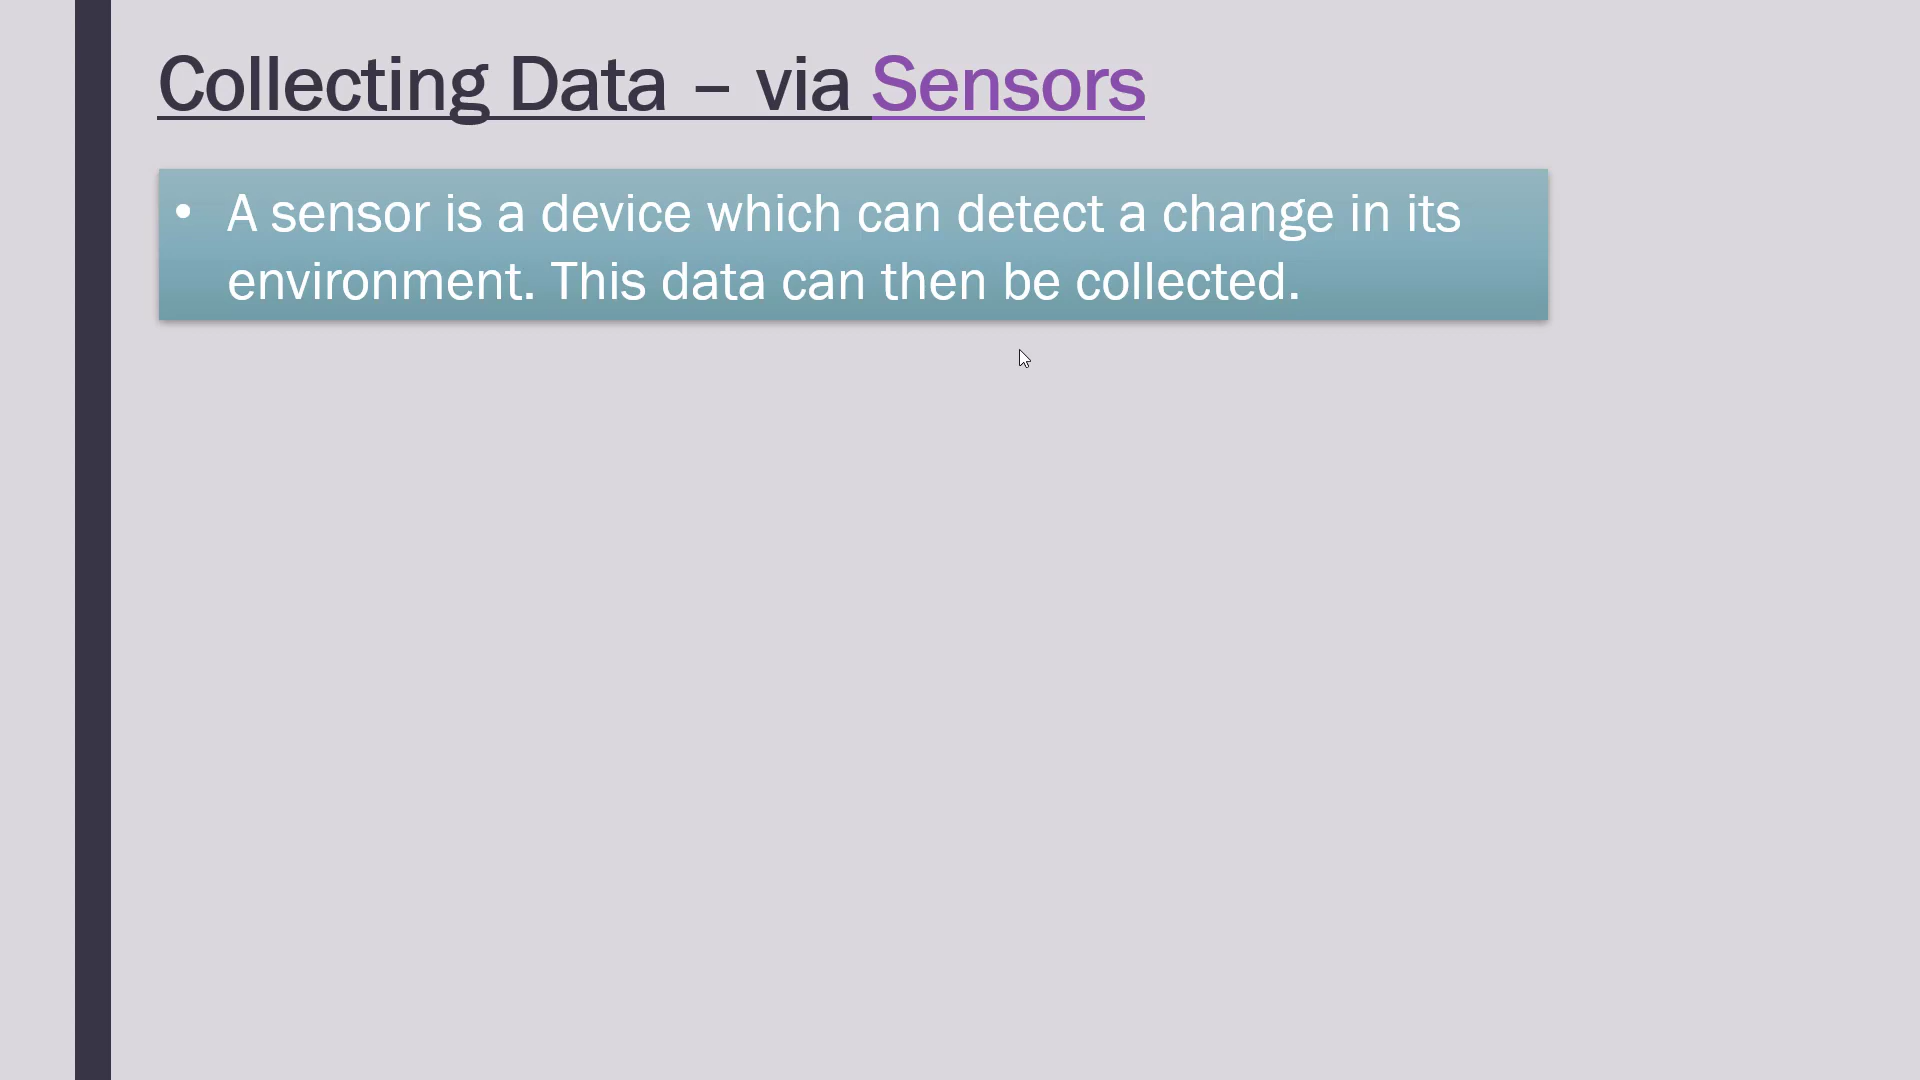 Collecting Data – via Sensors
• A sensor is a device which can detect a change in its
environment. This data can then be collected.